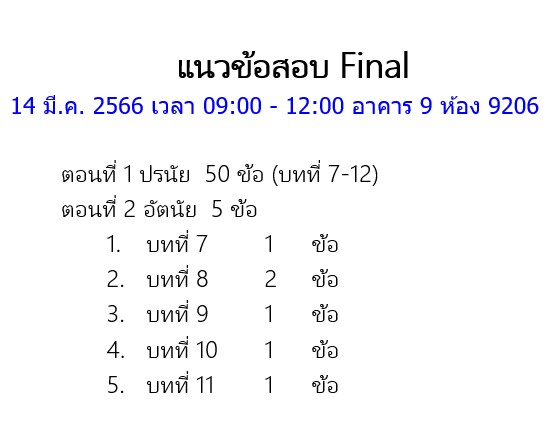 แนวข้อสอบ Final
14 มี.ค. 2566 เวลา 09:00 - 12:00 อาคาร 9 ห้อง 9206
ตอนที่ 1 ปรนัย 50 ข้อ (บทที่ 7-12)
ตอนที่ 2 อัตนัย 5 ข้อ
1. บทที่ 7 1 ข้อ
2. บทที่ 8 2 ข้อ
3. บทที่ 9 1 ข้อ
4. บทที่ 10 1 ข้อ
5. บทที่ 11 1 ข้อ